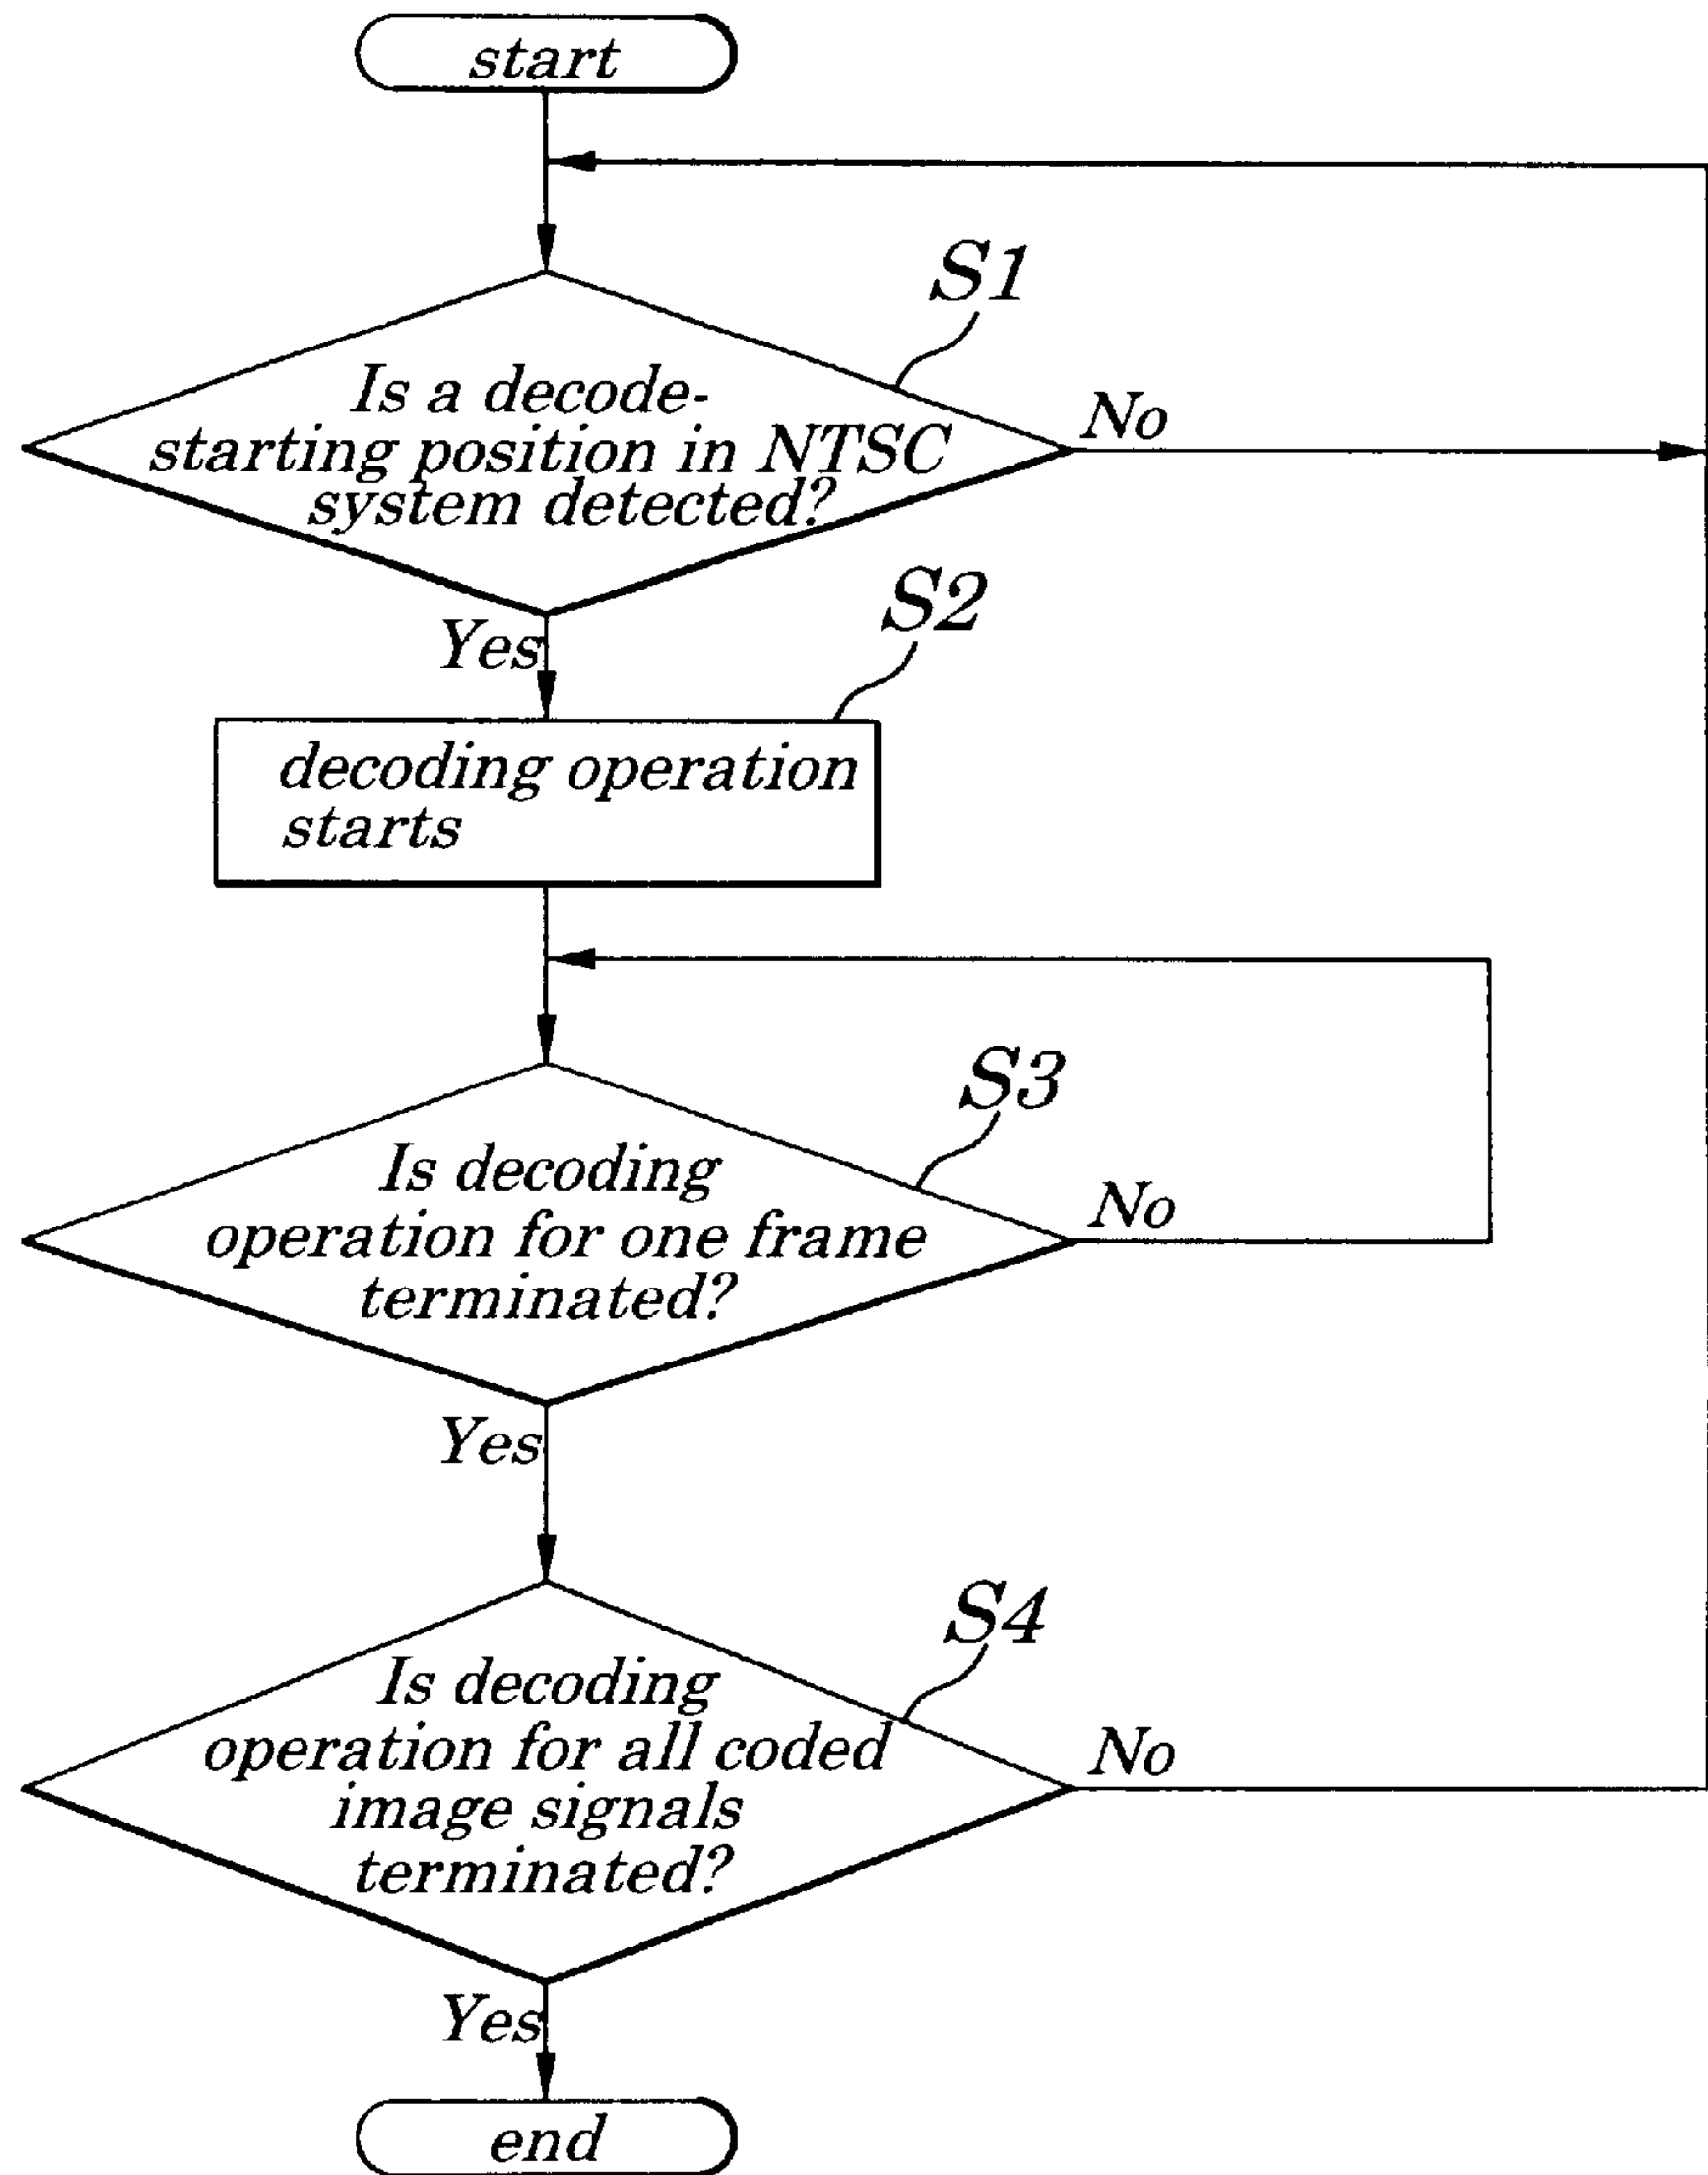 start
S1
Is a decode-
starting position in NTSC
system detected?
No
Yes
S2
decoding operation
starts
S3
Is decoding
operation for one frame
terminated?
No
Yes
S4
Is decoding
operation for all coded
image signals
terminated?
No
Yes
end